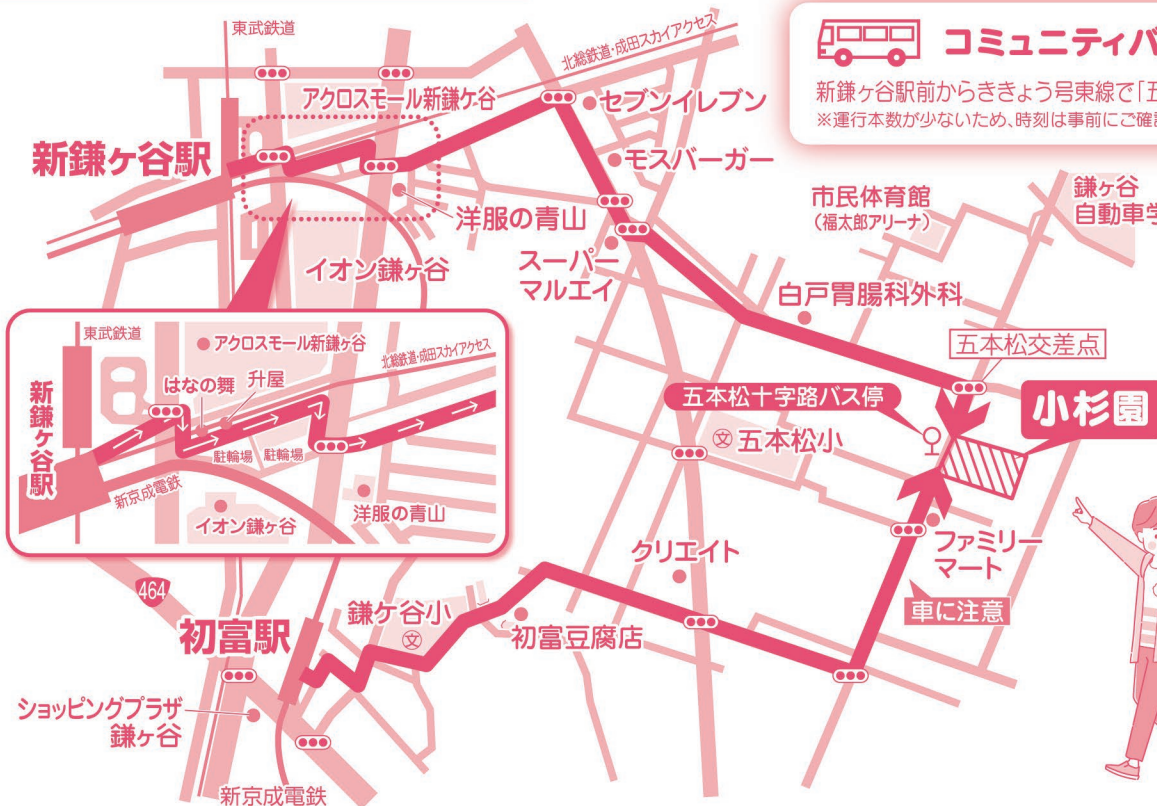 東武鉄道
北総鉄道・成田スカイアクセス
コミュニティバ
新鎌ヶ谷駅前からききょう号東線で「五
※運行本数が少ないため、時刻は事前にご確
アクロスモール新鎌ケ谷
セブンイレブン
新鎌ヶ谷駅
モスバーガー
洋服の青山
市民体育館
(福太郎アリーナ)
鎌ヶ谷
自動車学
イオン鎌ヶ谷
スーパー
マルエイ
白戸胃腸科外科
五本松交差点
東武鉄道
アクロスモール新鎌ヶ谷
北総鉄道・成田スカイアクセス
はなの舞
升屋
新鎌ヶ谷駅
駐輪場
駐輪場
新京成電鉄
イオン鎌ヶ谷
洋服の青山
五本松十字路バス停
小杉園
文
五本松小
ファミリー
マート
クリエイト
車に注意
464
初富駅
鎌ケ谷小
文
初富豆腐店
ショッピングプラザ
鎌ヶ谷
新京成電鉄